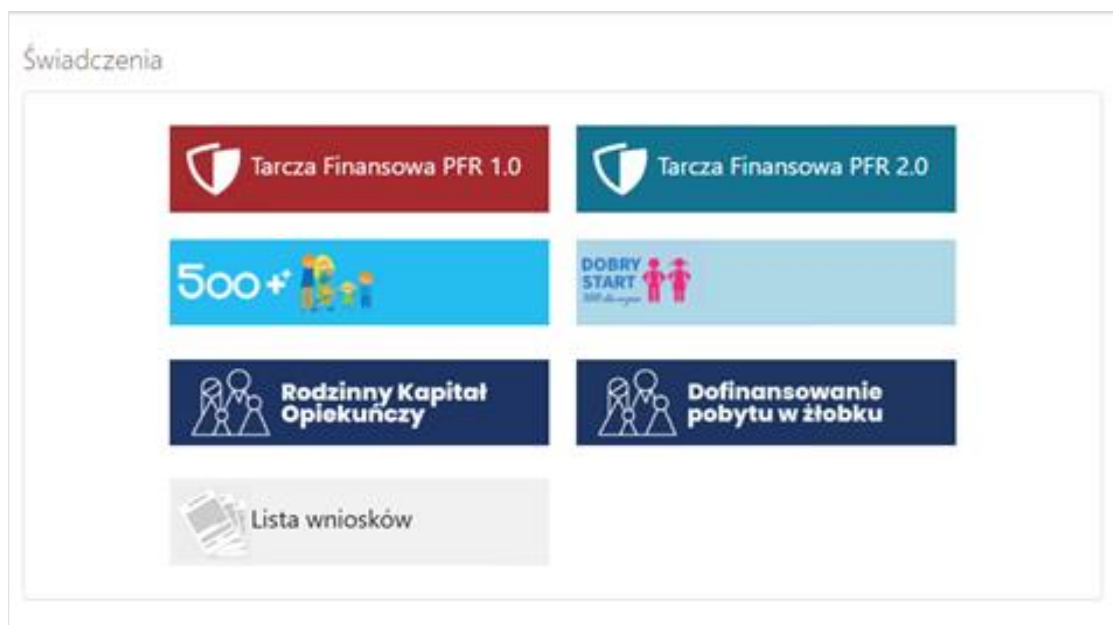 Świadczenia
Tarcza Finansowa PFR 1.0
Tarcza Finansowa PFR 2.0
500+
DOBRY
START
Rodzinny Kapitał
Opiekuńczy
Dofinansowanie
pobytu w żłobku
Lista wniosków